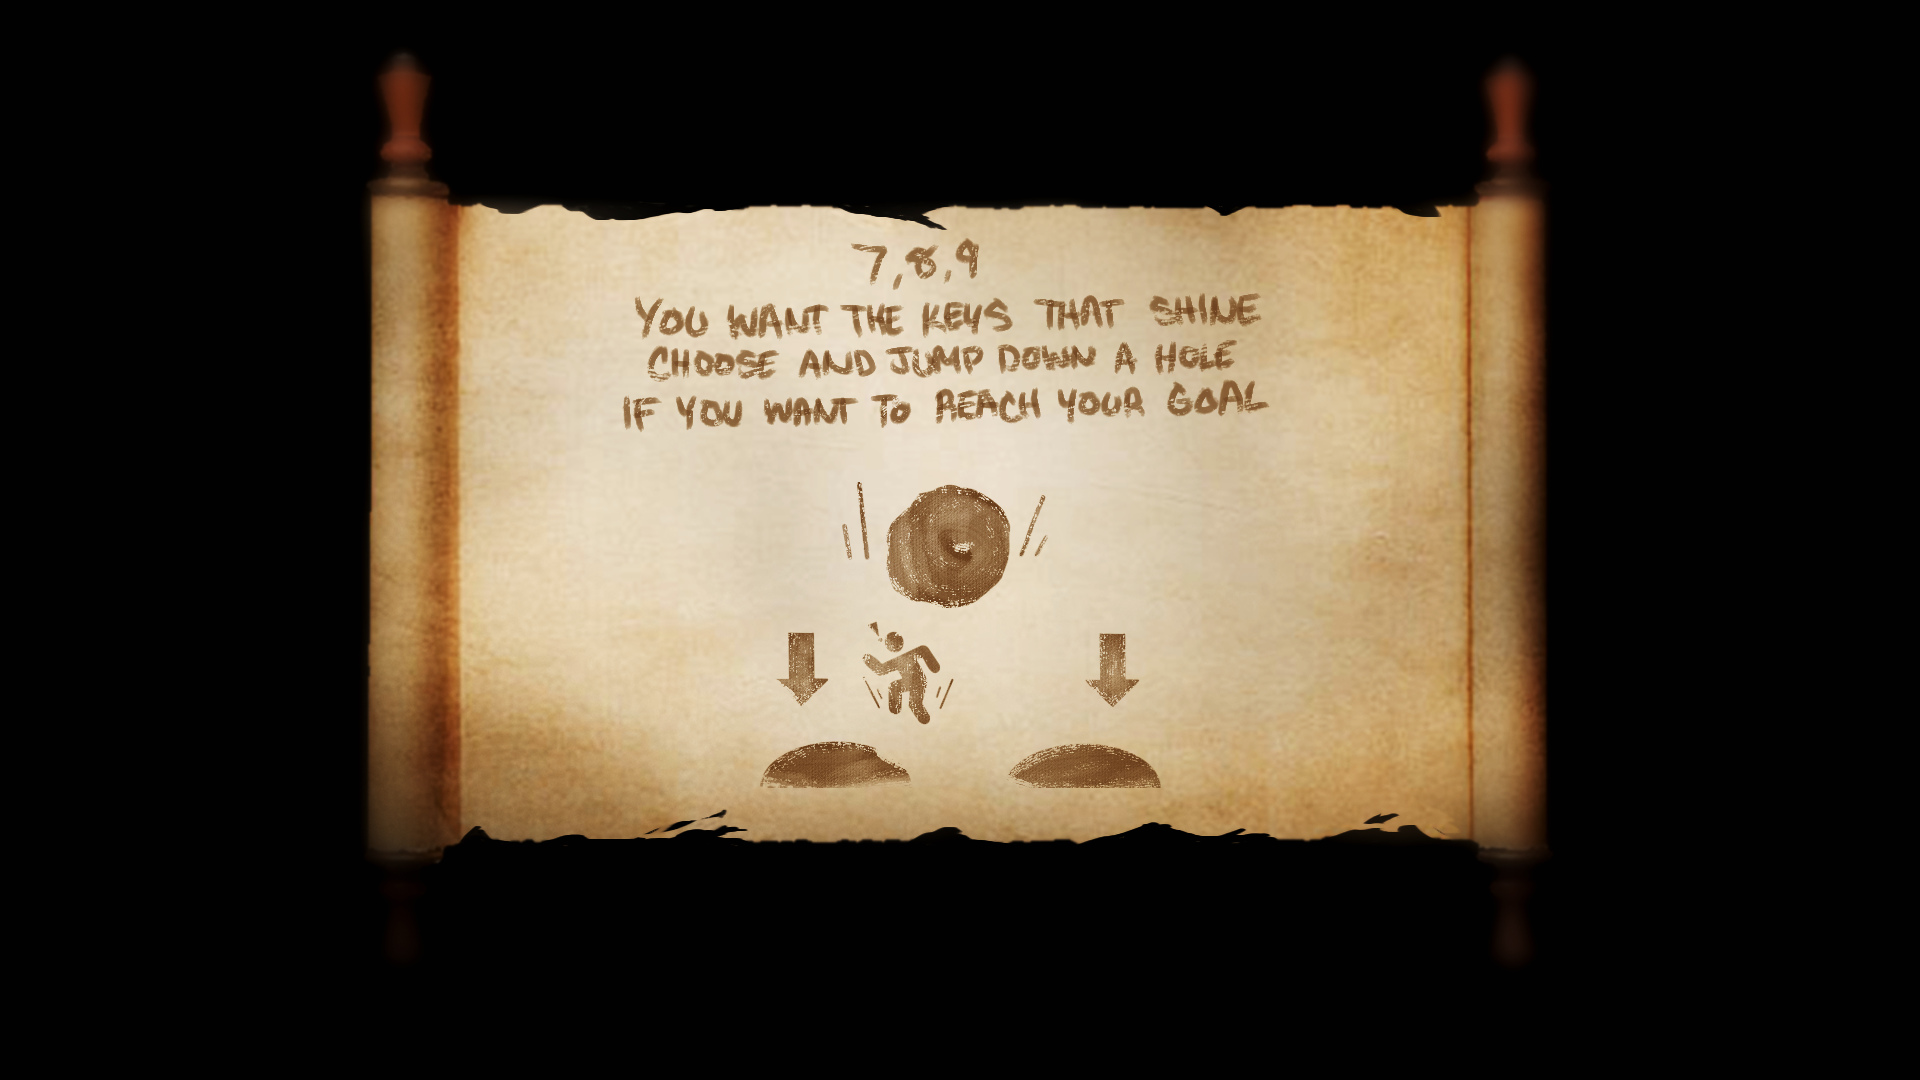 7,8,9
YOU WANT THE KEYS THAT SHINE
CHOOSE AND JUMP DOWN A HOLE
IF YOU WANT TO REACH YOUR GOAL